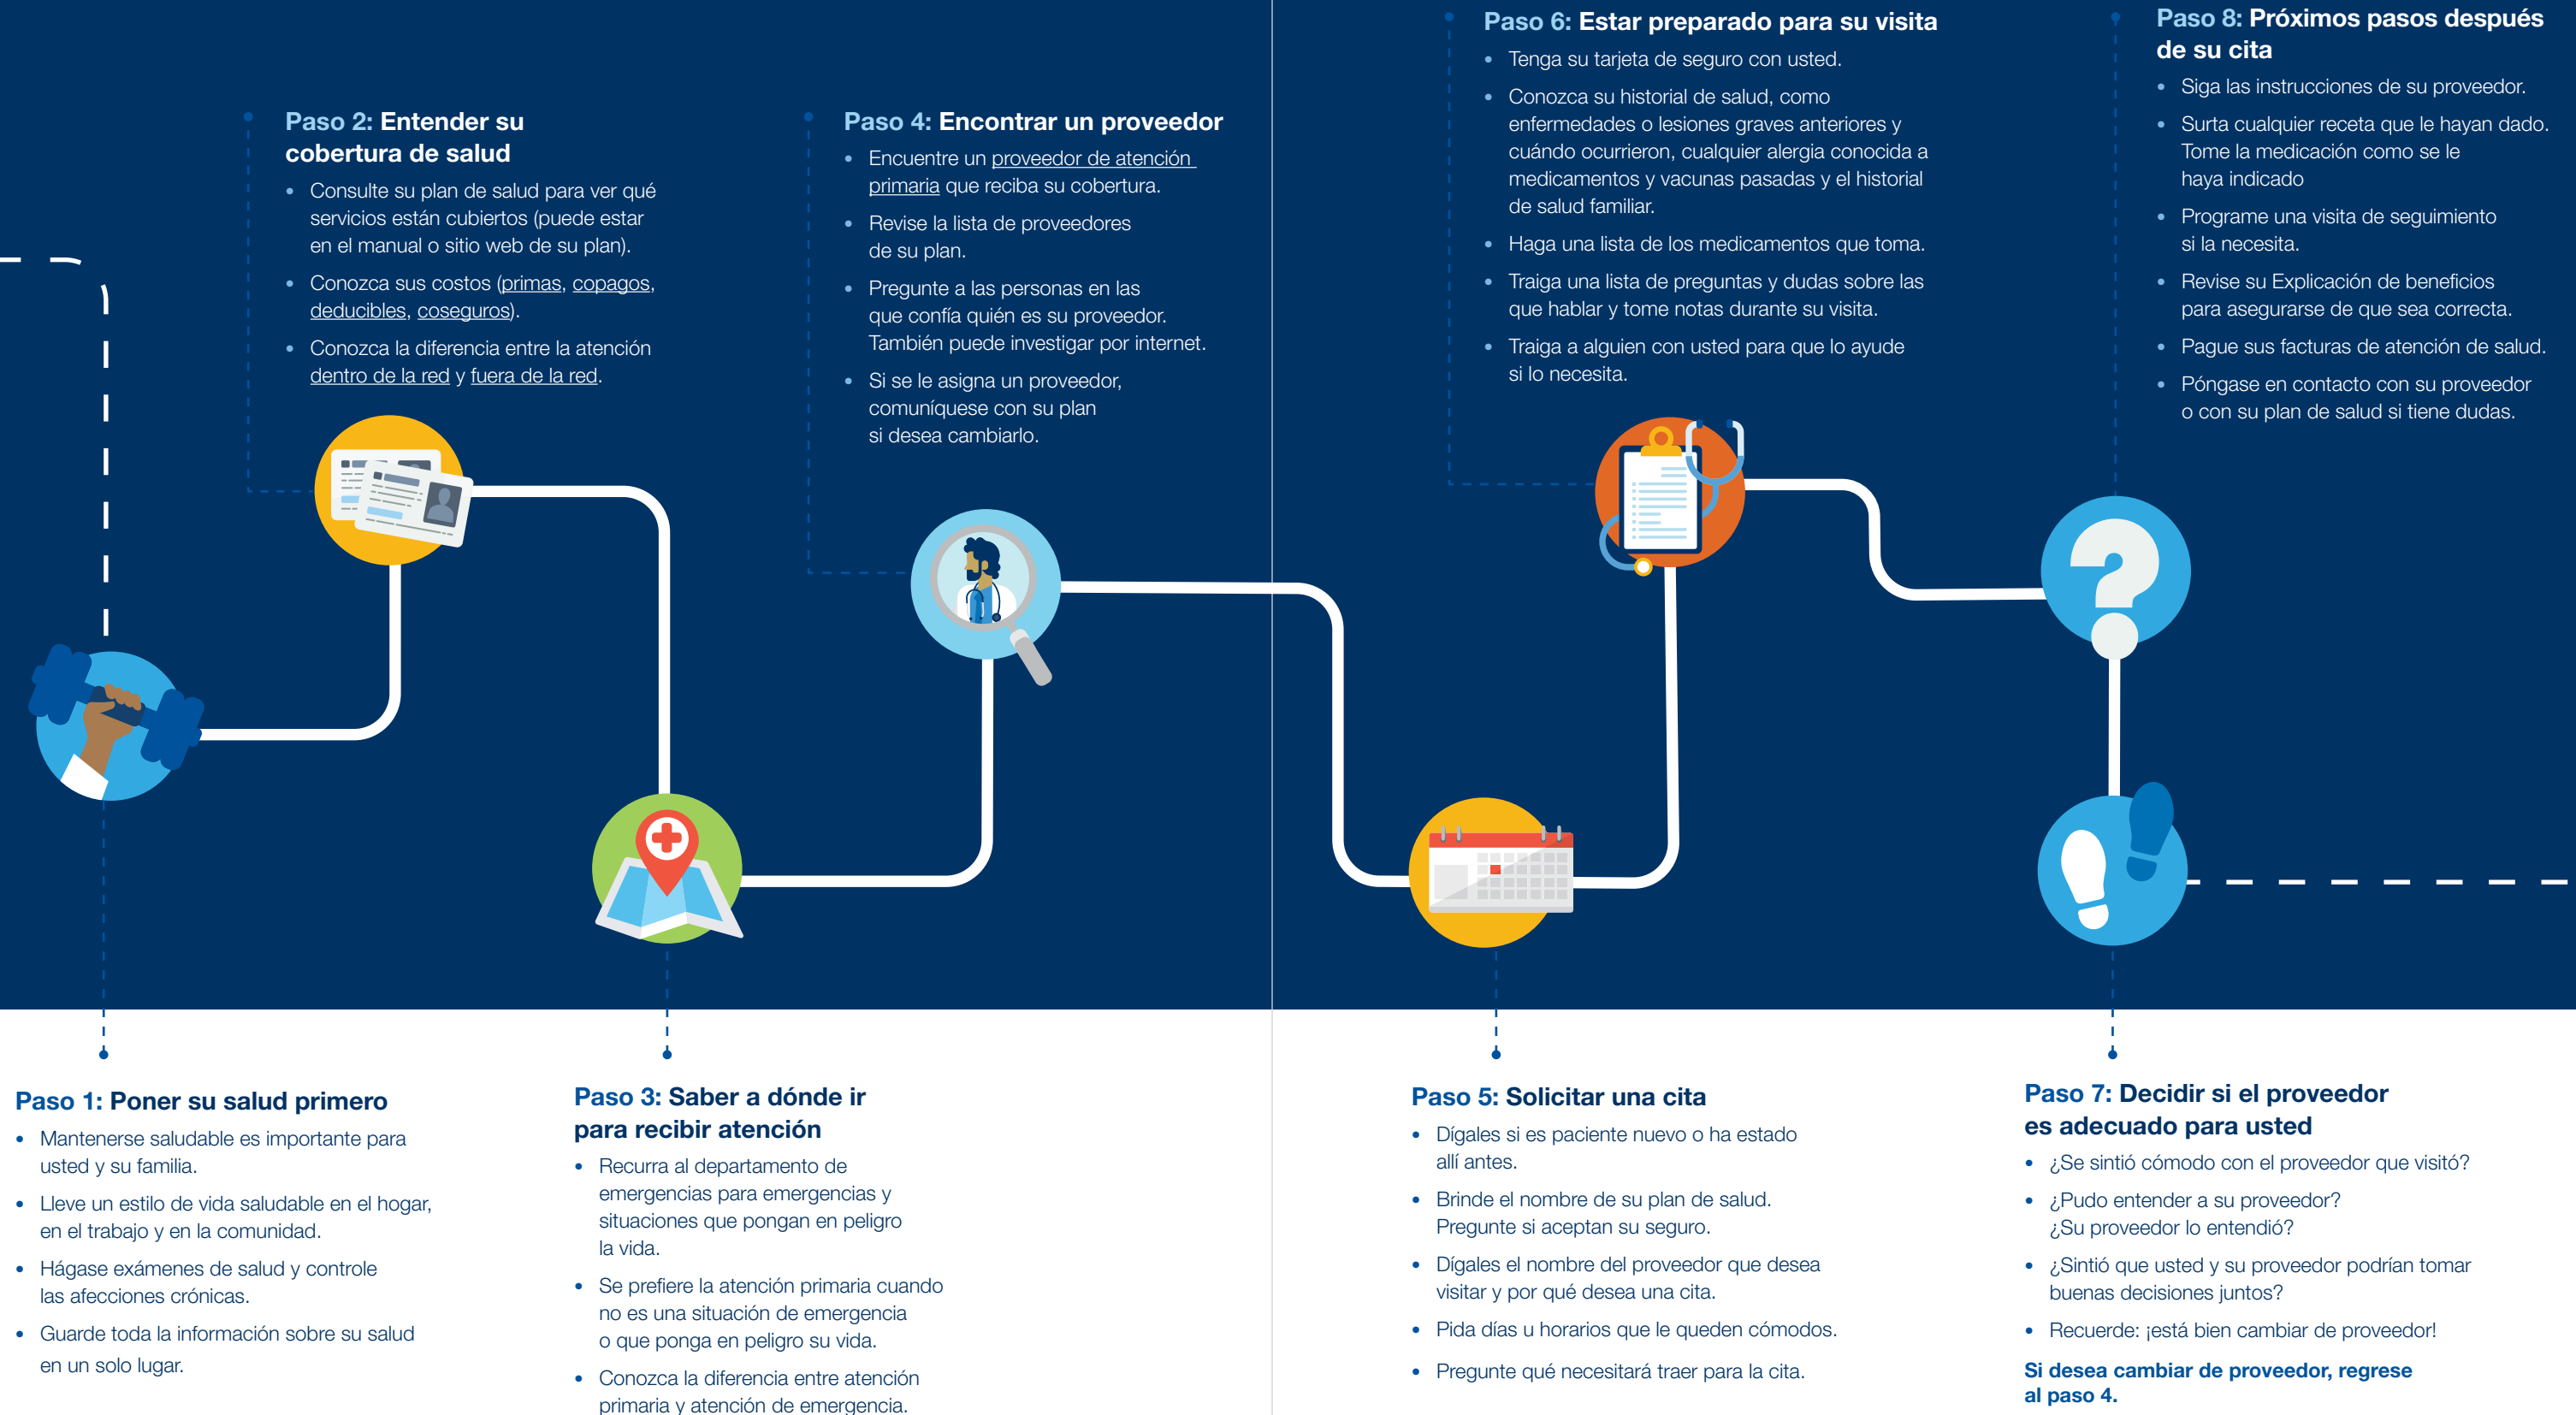 Paso 1: Poner su salud primero
• Mantenerse saludable es importante para
usted y su familia.
• Lleve un estilo de vida saludable en el hogar,
en el trabajo y en la comunidad.
• Hágase exámenes de salud y controle
las afecciones crónicas.
• Guarde toda la información sobre su salud
en un solo lugar.
Paso 2: Entender su
cobertura de salud
• Consulte su plan de salud para ver qué
servicios están cubiertos (puede estar
en el manual o sitio web de su plan).
• Conozca sus costos (primas, copagos,
deducibles, coseguros).
• Conozca la diferencia entre la atención
dentro de la red y fuera de la red.
Paso 3: Saber a dónde ir
para recibir atención
• Recurra al departamento de
emergencias para emergencias y
situaciones que pongan en peligro
la vida.
• Se prefiere la atención primaria cuando
no es una situación de emergencia
o que ponga en peligro su vida.
• Conozca la diferencia entre atención
primaria y atención de emergencia.
Paso 4: Encontrar un proveedor
• Encuentre un proveedor de atención
primaria que reciba su cobertura.
• Revise la lista de proveedores
de su plan.
• Pregunte a las personas en las
que confía quién es su proveedor.
También puede investigar por internet.
• Si se le asigna un proveedor,
comuníquese con su plan
si desea cambiarlo.
Paso 5: Solicitar una cita
• Dígales si es paciente nuevo o ha estado
allí antes.
• Brinde el nombre de su plan de salud.
Pregunte si aceptan su seguro.
• Dígales el nombre del proveedor que desea
visitar y por qué desea una cita.
• Pida días u horarios que le queden cómodos.
• Pregunte qué necesitará traer para la cita.
Paso 6: Estar preparado para su visita
• Tenga su tarjeta de seguro con usted.
• Conozca su historial de salud, como
enfermedades o lesiones graves anteriores y
cuándo ocurrieron, cualquier alergia conocida a
medicamentos y vacunas pasadas y el historial
de salud familiar.
• Haga una lista de los medicamentos que toma.
• Traiga una lista de preguntas y dudas sobre las
que hablar y tome notas durante su visita.
• Traiga a alguien con usted para que lo ayude
si lo necesita.
Paso 7: Decidir si el proveedor
es adecuado para usted
• ¿Se sintió cómodo con el proveedor que visitó?
• ¿Pudo entender a su proveedor?
¿Su proveedor lo entendió?
• ¿Sintió que usted y su proveedor podrían tomar
buenas decisiones juntos?
• Recuerde: ¡está bien cambiar de proveedor!
Si desea cambiar de proveedor, regrese
al paso 4.
Paso 8: Próximos pasos después
de su cita
• Siga las instrucciones de su proveedor.
• Surta cualquier receta que le hayan dado.
Tome la medicación como se le
haya indicado
• Programe una visita de seguimiento
si la necesita.
• Revise su Explicación de beneficios
para asegurarse de que sea correcta.
• Pague sus facturas de atención de salud.
• Póngase en contacto con su proveedor
o con su plan de salud si tiene dudas.